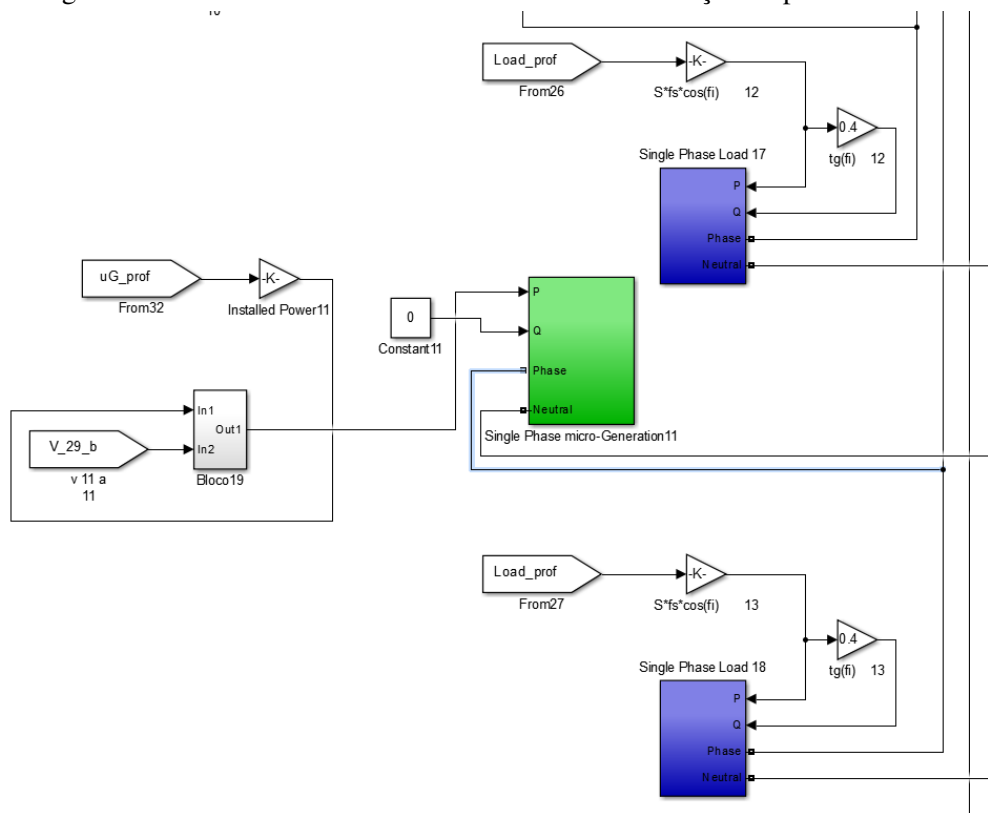 Load_prof
From26
-K-
S*fs*cos(fi) 12
0.4
tg(fi) 12
Single Phase Load 17
P
Q
Phase
Neutral
uG_prof
From32
-K-
Installed Power11
0
Constant11
P
Q
Phase
Neutral
Single Phase micro-Generation11
In1
In2
Out1
Bloco19
V_29_b
v 11 a
11
Load_prof
From27
-K-
S*fs*cos(fi) 13
0.4
tg(fi) 13
Single Phase Load 18
P
Q
Phase
Neutral